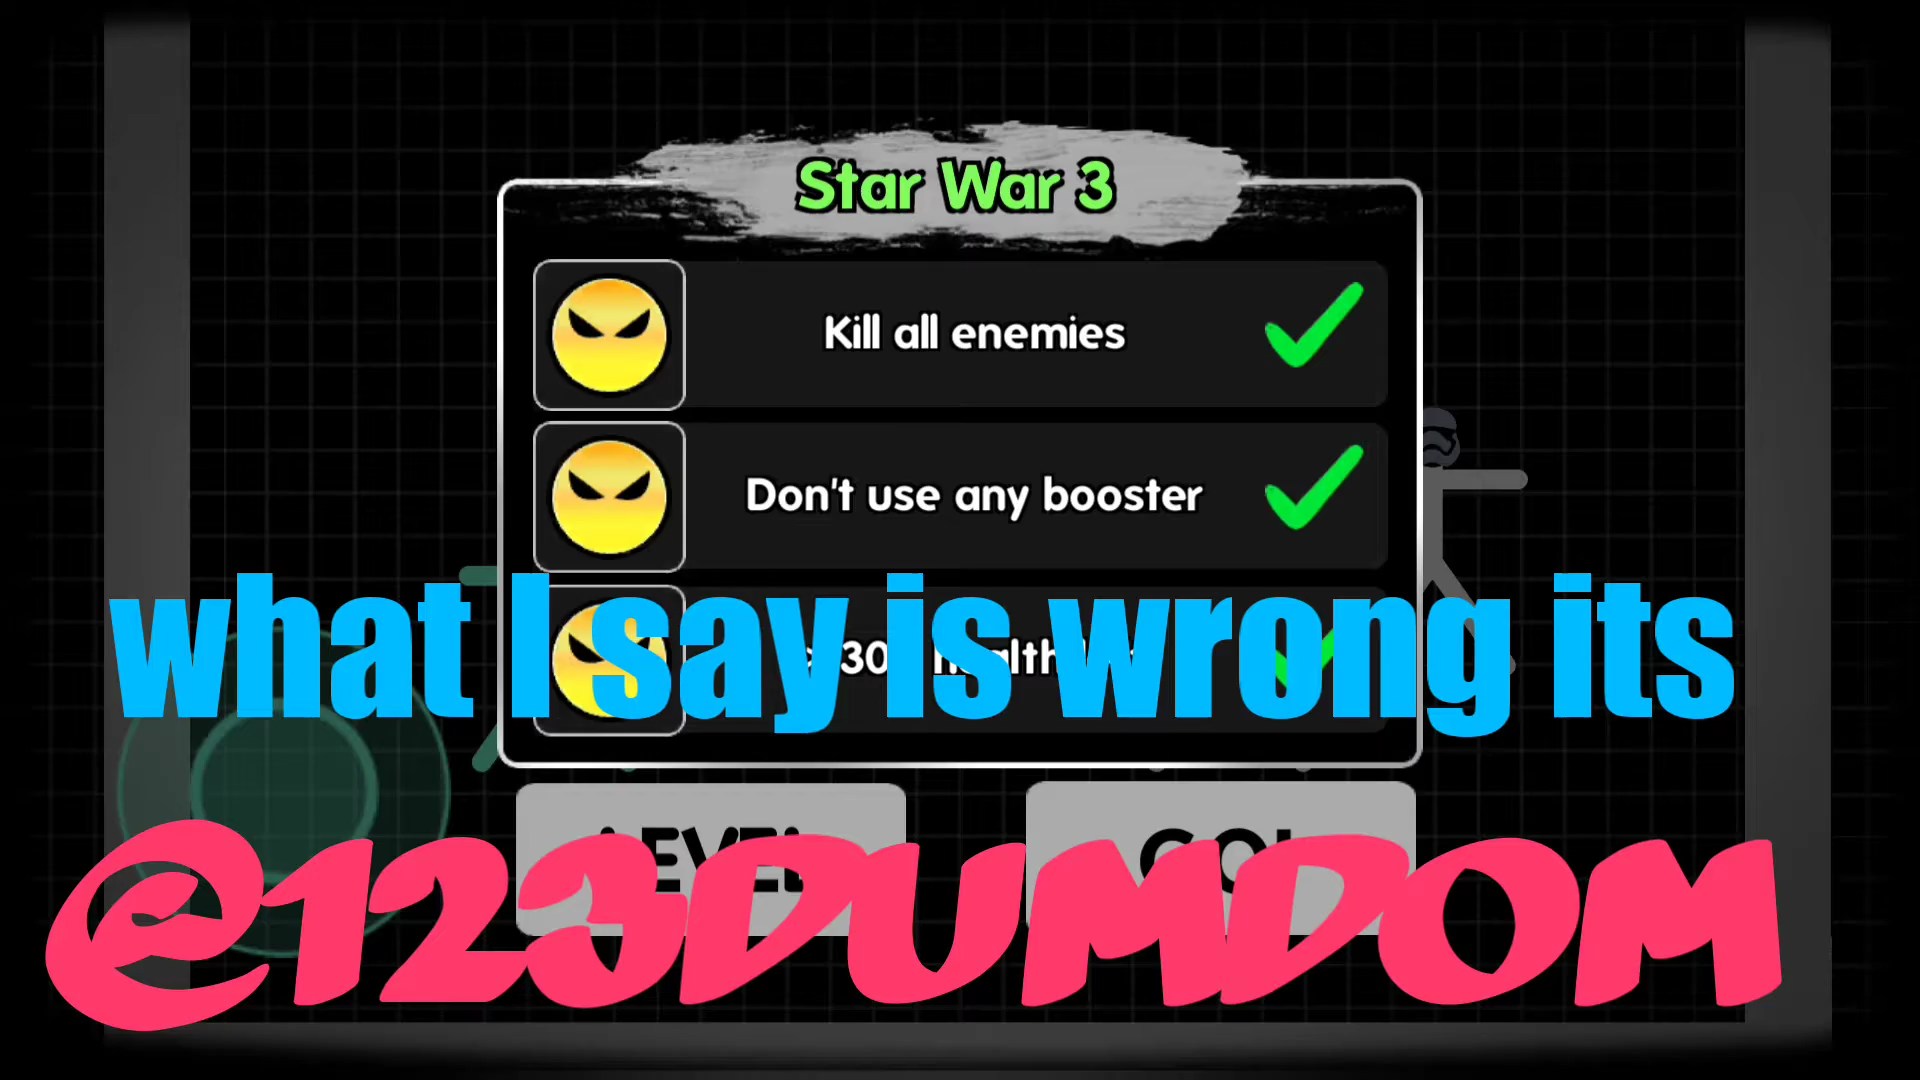 Star War 3
Kill all enemies
Don't use any booster
what I say is wrong its
@123DUMDOM